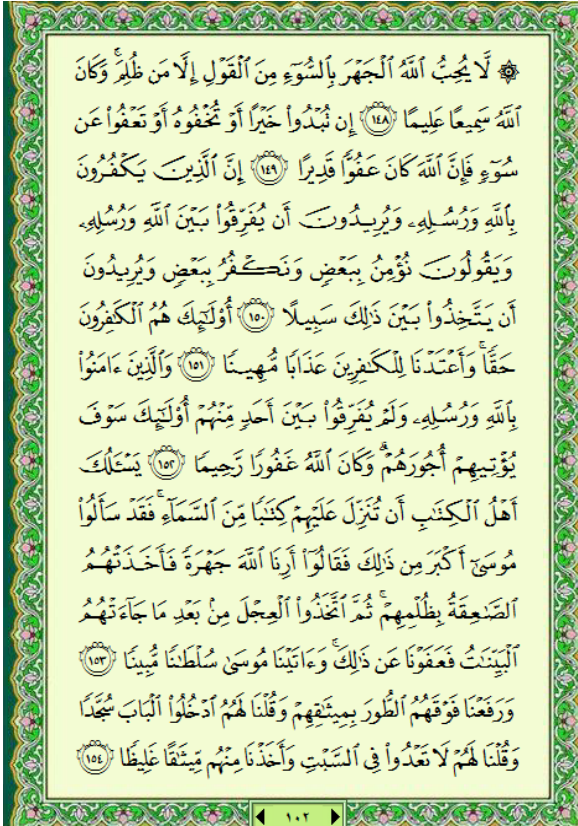 ۞ لَّا يُحِبُّ ٱللَّهُ ٱلْجَهْرَ بِٱلسُّوٓءِ مِنَ ٱلْقَوْلِ إِلَّا مَن ظُلِمَ ۚ وَكَانَ
ٱللَّهُ سَمِيعًا عَلِيمًا ١٤٨ إِن تُبْدُوا۟ خَيْرًا أَوْ تُخْفُوهُ أَوْ تَعْفُوا۟ عَن
سُوٓءٍ فَإِنَّ ٱللَّهَ كَانَ عَفُوًّا قَدِيرًا ١٤٩ إِنَّ ٱلَّذِينَ يَكْفُرُونَ
بِٱللَّهِ وَرُسُلِهِۦ وَيُرِيدُونَ أَن يُفَرِّقُوا۟ بَيْنَ ٱللَّهِ وَرُسُلِهِۦ
وَيَقُولُونَ نُؤْمِنُ بِبَعْضٍ وَنَكْفُرُ بِبَعْضٍ وَيُرِيدُونَ
أَن يَتَّخِذُوا۟ بَيْنَ ذَٰلِكَ سَبِيلًا ١٥٠ أُو۟لَٰٓئِكَ هُمُ ٱلْكَٰفِرُونَ
حَقًّا ۚ وَأَعْتَدْنَا لِلْكَٰفِرِينَ عَذَابًا مُّهِينًا ١٥١ وَٱلَّذِينَ ءَامَنُوا۟
بِٱللَّهِ وَرُسُلِهِۦ وَلَمْ يُفَرِّقُوا۟ بَيْنَ أَحَدٍ مِّنْهُمْ أُو۟لَٰٓئِكَ سَوْفَ
يُؤْتِيهِمْ أُجُورَهُمْ ۗ وَكَانَ ٱللَّهُ غَفُورًا رَّحِيمًا ١٥٢ يَسْـَٔلُكَ
أَهْلُ ٱلْكِتَٰبِ أَن تُنَزِّلَ عَلَيْهِمْ كِتَٰبًا مِّنَ ٱلسَّمَآءِ ۚ فَقَدْ سَأَلُوا۟
مُوسَىٰٓ أَكْبَرَ مِن ذَٰلِكَ فَقَالُوٓا۟ أَرِنَا ٱللَّهَ جَهْرَةً فَأَخَذَتْهُمُ
ٱلصَّٰعِقَةُ بِظُلْمِهِمْ ۚ ثُمَّ ٱتَّخَذُوا۟ ٱلْعِجْلَ مِنۢ بَعْدِ مَا جَآءَتْهُمُ
ٱلْبَيِّنَٰتُ فَعَفَوْنَا عَن ذَٰلِكَ ۚ وَءَاتَيْنَا مُوسَىٰ سُلْطَٰنًا مُّبِينًا ١٥٣
وَرَفَعْنَا فَوْقَهُمُ ٱلطُّورَ بِمِيثَٰقِهِمْ وَقُلْنَا لَهُمُ ٱدْخُلُوا۟ ٱلْبَابَ سُجَّدًا
وَقُلْنَا لَهُمْ لَا تَعْدُوا۟ فِى ٱلسَّبْتِ وَأَخَذْنَا مِنْهُم مِّيثَٰقًا غَلِيظًا ١٥٤
١٠٢